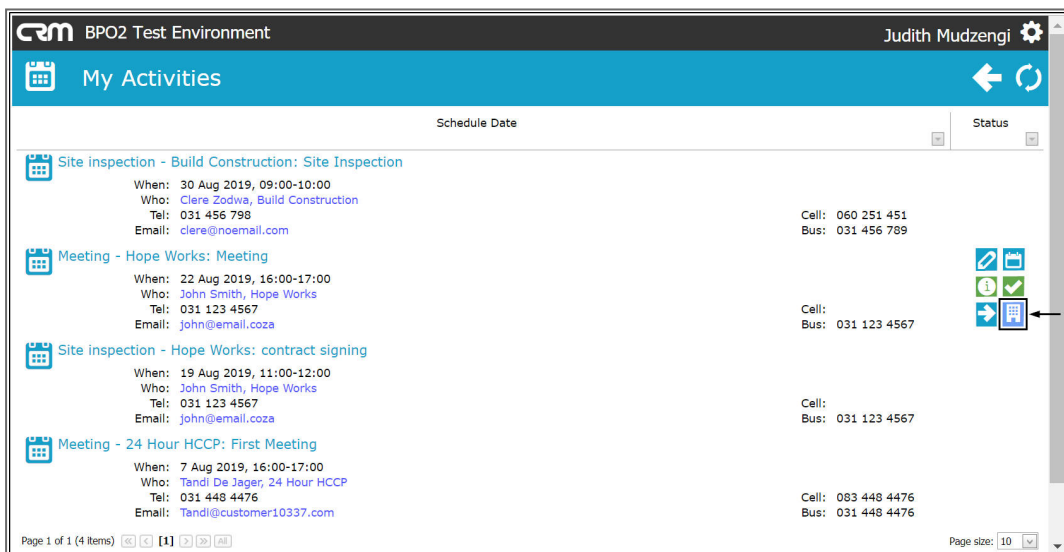 CRM BPO2 Test Environment Judith Mudzengi
My Activities
Schedule Date Status
Site inspection - Build Construction: Site Inspection
When: 30 Aug 2019, 09:00-10:00
Who: Clere Zodwa, Build Construction
Tel: 031 456 798 Cell: 060 251 451
Email: clere@noemail.com Bus: 031 456 789
Meeting - Hope Works: Meeting
When: 22 Aug 2019, 16:00-17:00
Who: John Smith, Hope Works
Tel: 031 123 4567 Cell:
Email: john@email.coza Bus: 031 123 4567
Site inspection - Hope Works: contract signing
When: 19 Aug 2019, 11:00-12:00
Who: John Smith, Hope Works
Tel: 031 123 4567 Cell:
Email: john@email.coza Bus: 031 123 4567
Meeting - 24 Hour HCCP: First Meeting
When: 7 Aug 2019, 16:00-17:00
Who: Tandi De Jager, 24 Hour HCCP
Tel: 031 448 4476 Cell: 083 448 4476
Email: Tandi@customer10337.com Bus: 031 448 4476
Page 1 of 1 (4 items) [1] All Page size: 10